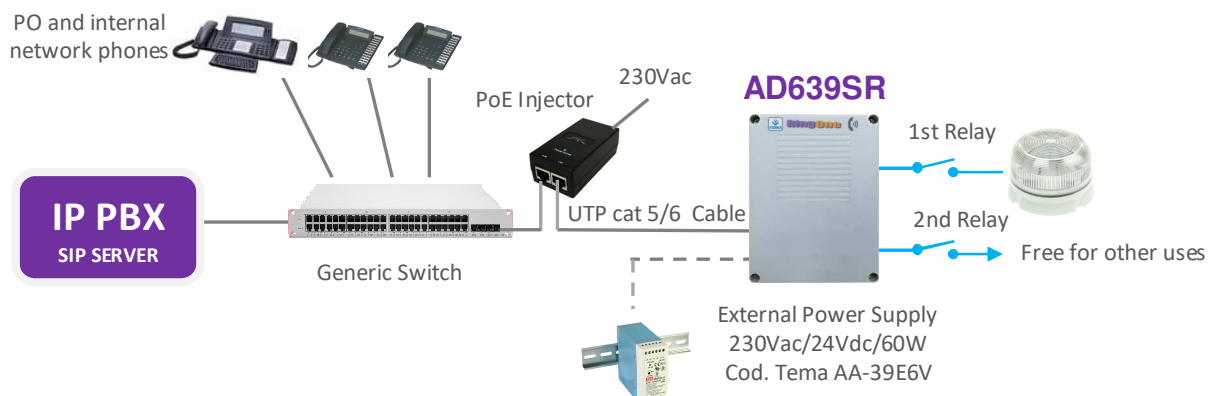 PO and internal
network phones
230Vac
PoE Injector
AD639SR
RingOne
1st Relay
IP PBX
SIP SERVER
UTP cat 5/6 Cable
2nd Relay
Generic Switch
Free for other uses
External Power Supply
230Vac/24Vdc/60W
Cod. Tema AA-39E6V